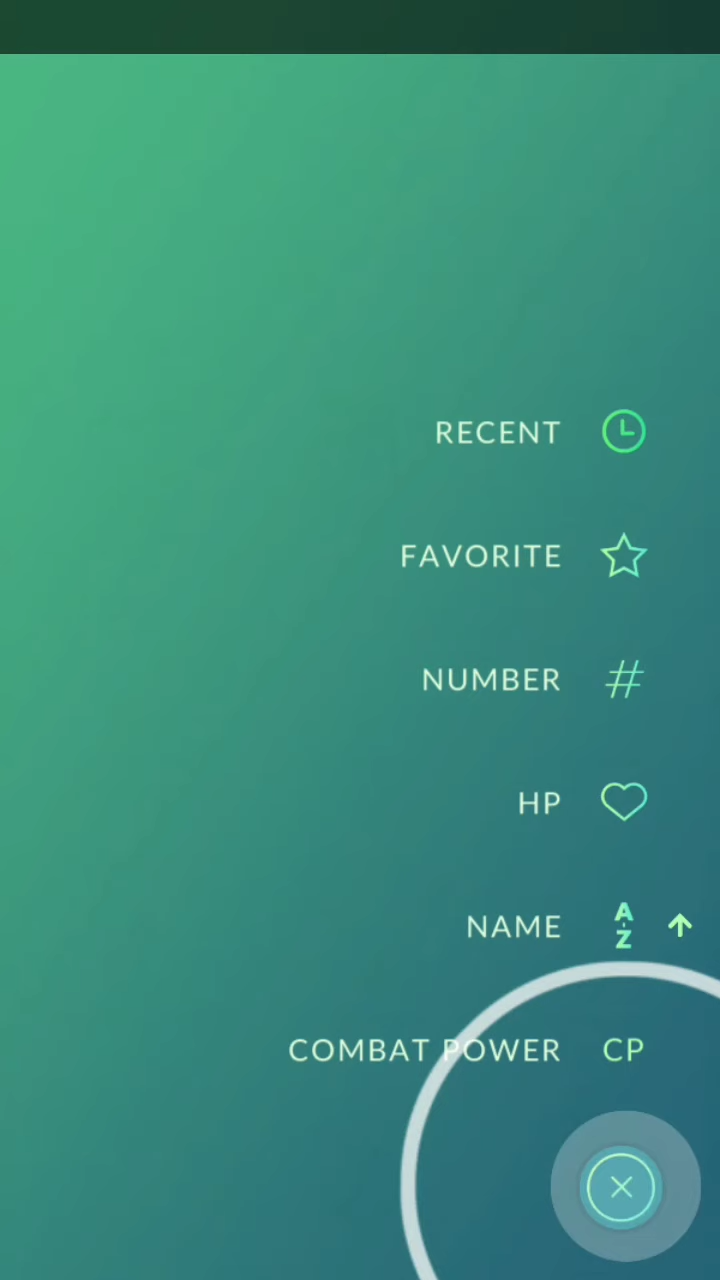 RECENT
FAVORITE
NUMBER
#
HP
NAME A-Z
COMBAT POWER CP